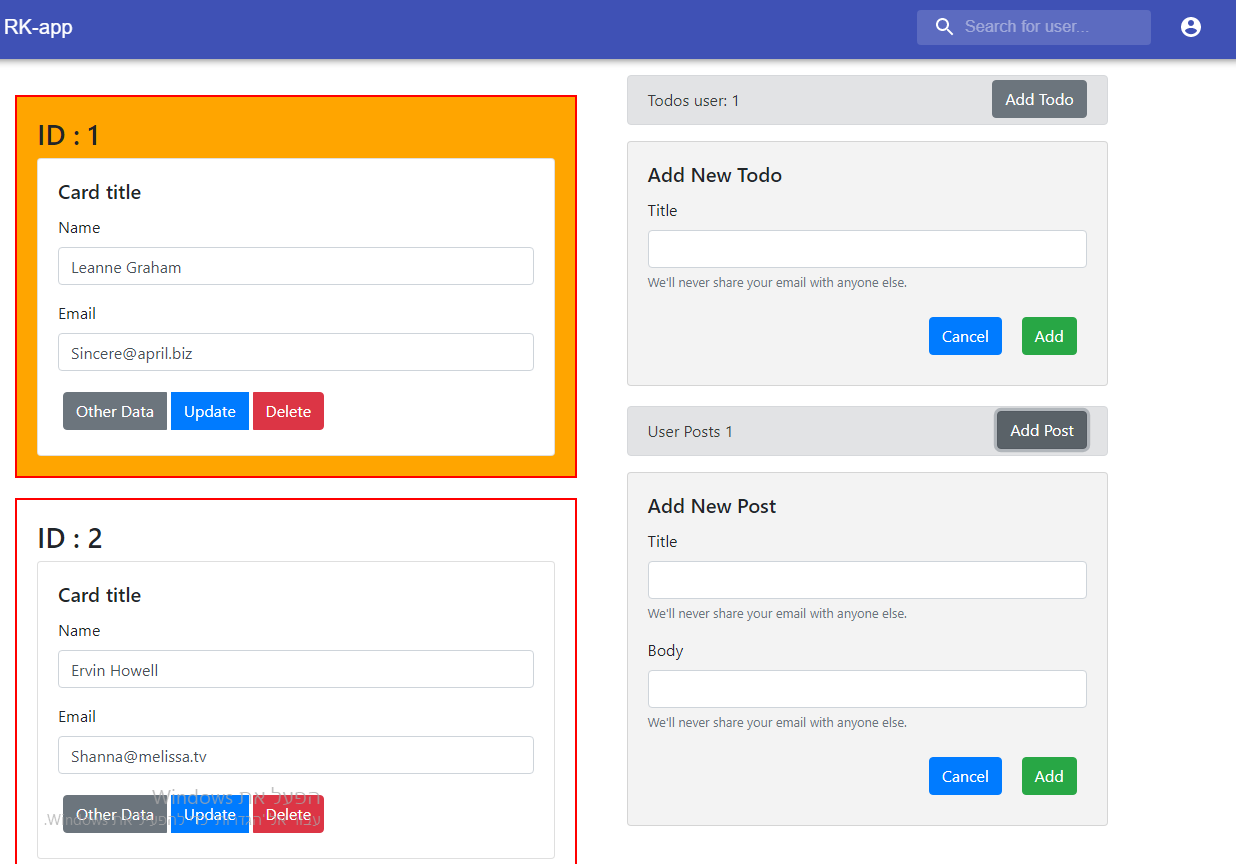 RK-app
Search for user...
ID : 1
Card title
Name
Leanne Graham
Email
Sincere@april.biz
Other Data Update Delete
ID : 2
Card title
Name
Ervin Howell
Email
Shanna@melissa.tv
Other Data Update Delete
הפעל את Windows
עבור אל 'הגדרות' כדי להפעיל את Windows.
Todos user: 1
Add Todo
Add New Todo
Title
We'll never share your email with anyone else.
Cancel Add
User Posts 1
Add Post
Add New Post
Title
We'll never share your email with anyone else.
Body
We'll never share your email with anyone else.
Cancel Add